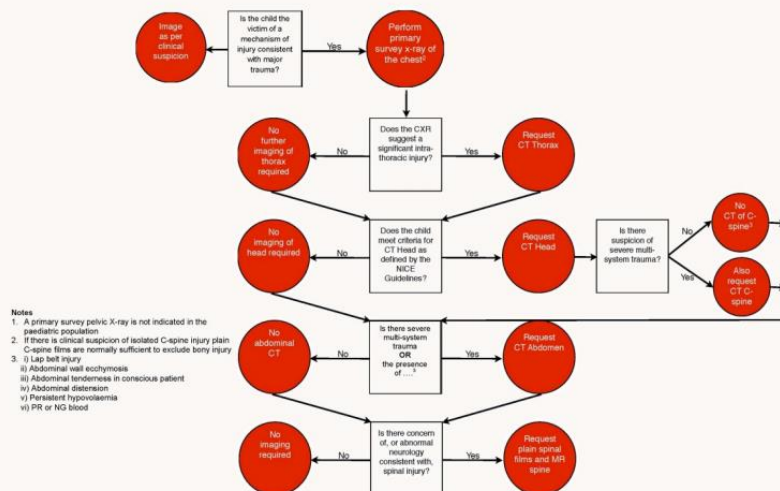 Image
as per
clinical
suspicion
Is the child the
victim of a
mechanism of
injury consistent
with major
trauma?
Yes
Perform
primary
survey x-ray of
the chest2
No
further
imaging of
thorax required
No
Does the CXR
suggest a
significant intra-
thoracic injury?
Yes
Request
CT Thorax
No
imaging of
head required
No
Does the child
meet criteria for
CT Head as
defined by the
NICE
Guidelines?
Yes
Request
CT Head
Is there
suspicion of
severe multi-
system trauma?
No
No
CT of C-
spine3
Yes
Also
request
CT C-
spine
Notes
1. A primary survey pelvic X-ray is not indicated in the
paediatric population
2. If there is clinical suspicion of isolated C-spine injury plain
C-spine films are normally sufficient to exclude bony injury
3. i) Lap belt injury
ii) Abdominal wall ecchymosis
iii) Abdominal tenderness in conscious patient
iv) Abdominal distension
v) Persistent hypovolaemia
vi) PR or NG blood
No
abdominal
CT
No
Is there severe
multi-system
trauma
OR
the presence
of ....3
Yes
Request
CT Abdomen
No
imaging
required
No
Is there concern
of, or abnormal
neurology
consistent with,
spinal injury?
Yes
Request
plain spinal
films and MR
spine